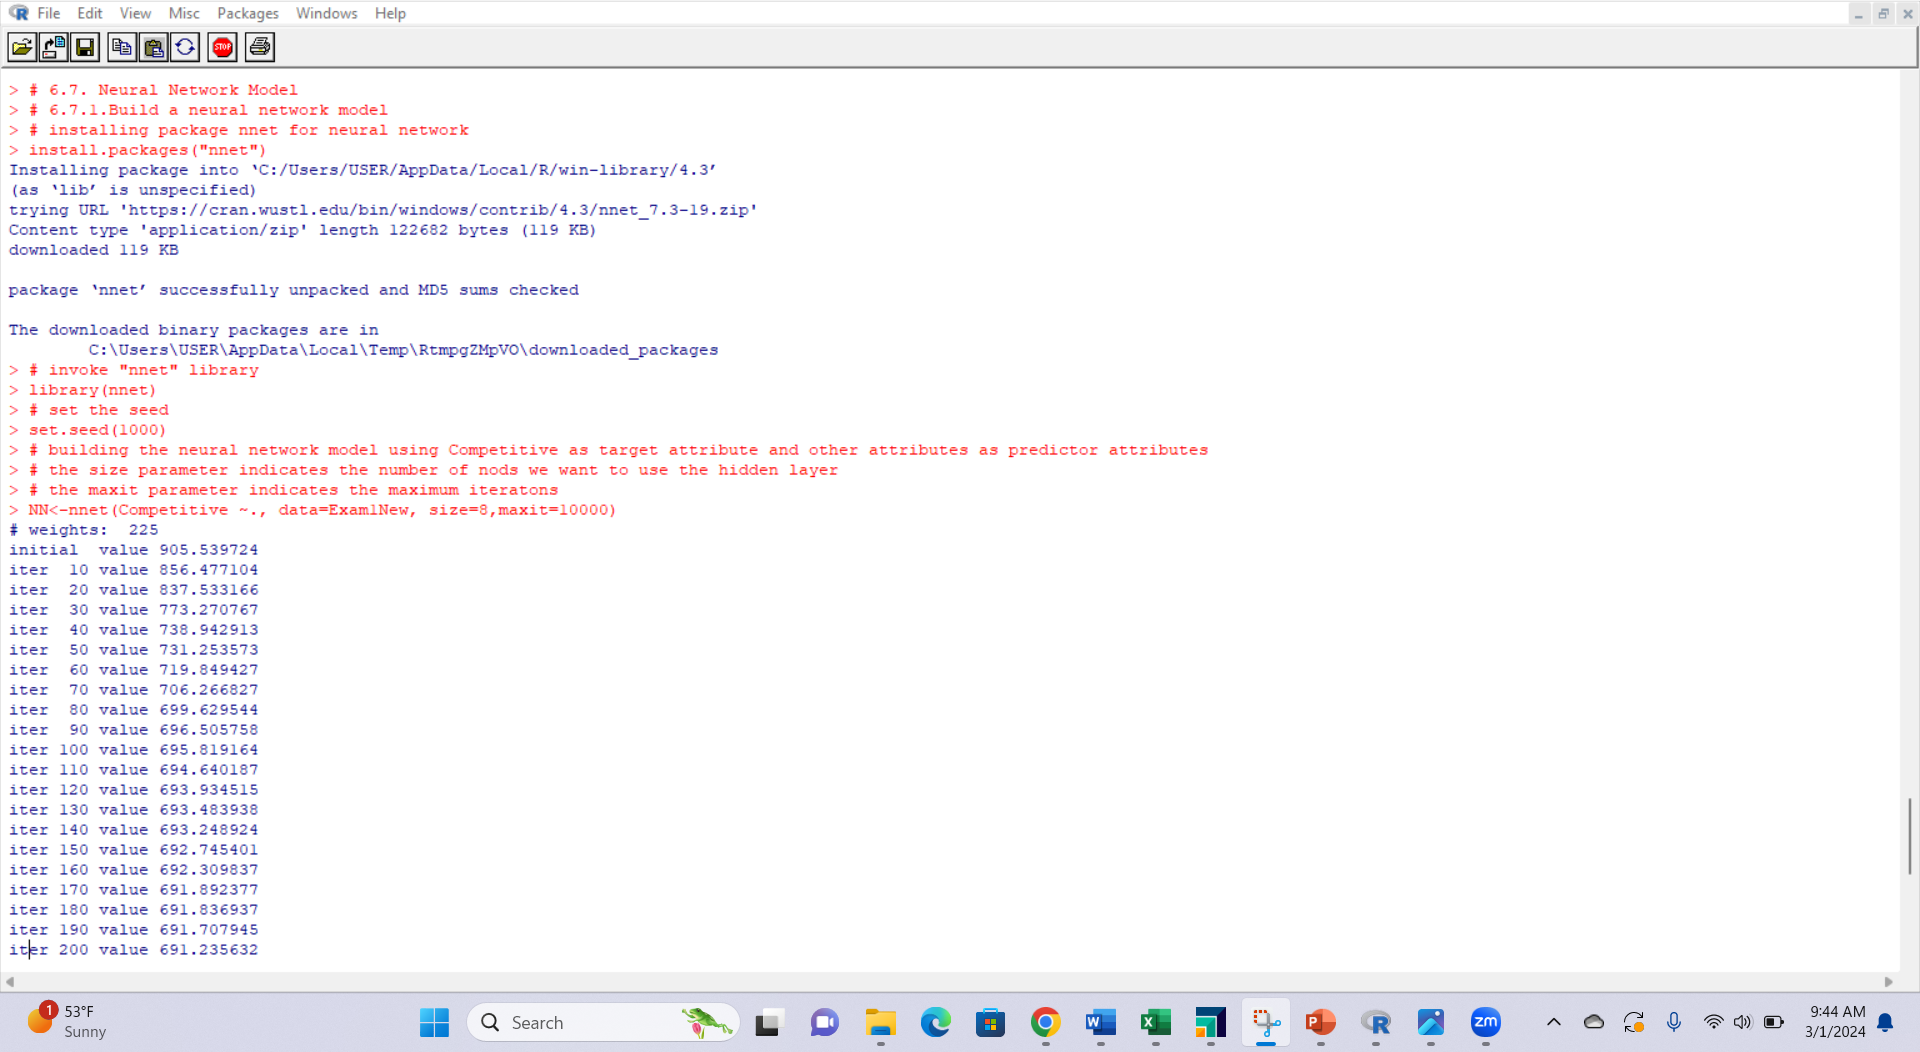 File Edit View Misc Packages Windows Help
STOP
> # 6.7. Neural Network Model
> # 6.7.1.Build a neural network model
> # installing package nnet for neural network
> install.packages("nnet")
Installing package into ‘C:/Users/USER/AppData/Local/R/win-library/4.3’
(as ‘lib’ is unspecified)
trying URL 'https://cran.wustl.edu/bin/windows/contrib/4.3/nnet_7.3-19.zip'
Content type 'application/zip' length 122682 bytes (119 KB)
downloaded 119 KB
package ‘nnet’ successfully unpacked and MD5 sums checked
The downloaded binary packages are in
C:\Users\USER\AppData\Local\Temp\RtmpgZMpVO\downloaded_packages
> # invoke "nnet" library
> library(nnet)
> # set the seed
> set.seed(1000)
> # building the neural network model using Competitive as target attribute and other attributes as predictor attributes
> # the size parameter indicates the number of nods we want to use the hidden layer
> # the maxit parameter indicates the maximum iteratons
> NN<-nnet(Competitive ~., data=Exam1New, size=8,maxit=10000)
# weights:  225
initial  value 905.539724
iter  10 value 856.477104
iter  20 value 837.533166
iter  30 value 773.270767
iter  40 value 738.942913
iter  50 value 731.253573
iter  60 value 719.849427
iter  70 value 706.266827
iter  80 value 699.629544
iter  90 value 696.505758
iter 100 value 695.819164
iter 110 value 694.640187
iter 120 value 693.934515
iter 130 value 693.483938
iter 140 value 693.248924
iter 150 value 692.745401
iter 160 value 692.309837
iter 170 value 691.892377
iter 180 value 691.836937
iter 190 value 691.707945
iter 200 value 691.235632
1
53°F
Sunny
Search
zm
9:44 AM
3/1/2024